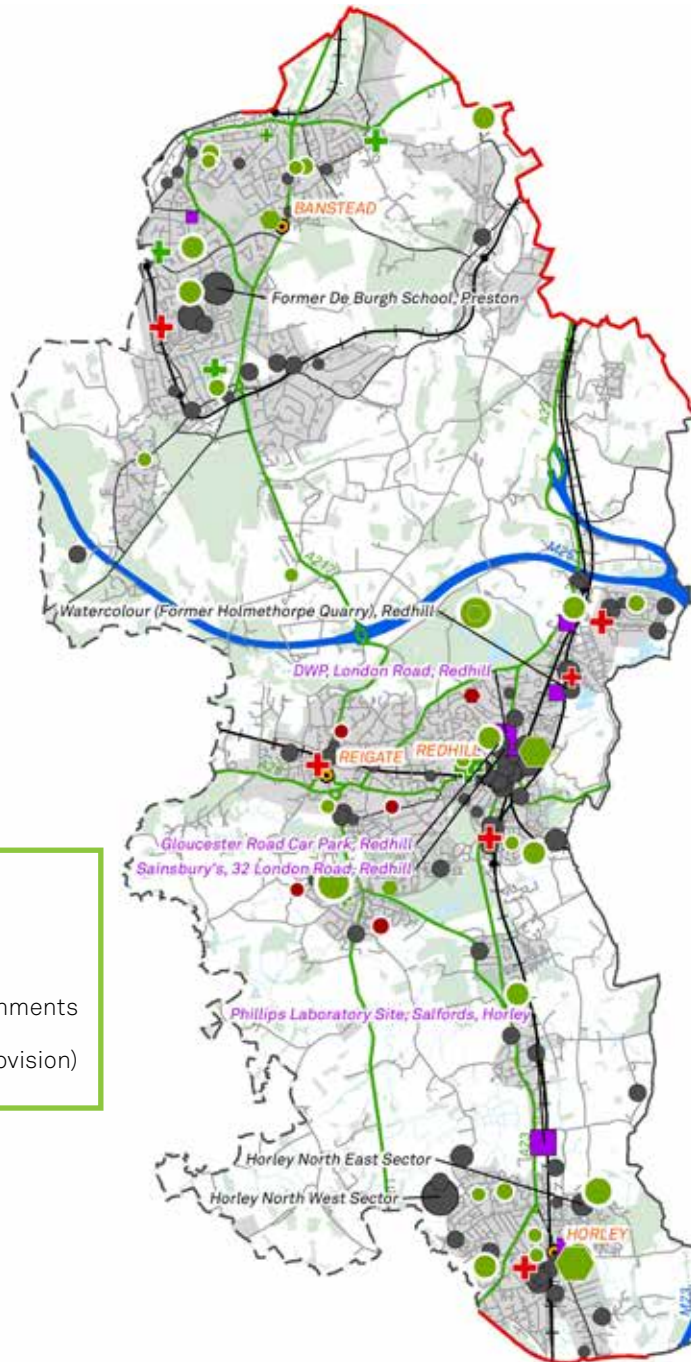 BANSTEAD
Former De Burgh School, Preston
A217
M25
A23
Watercolour (Former Holmethorpe Quarry), Redhill
DWP, London Road, Redhill
REIGATE
REDHILL
Gloucester Road Car Park, Redhill
Sainsbury's, 32 London Road, Redhill
Phillips Laboratory Site, Salfords, Horley
A23
Horley North East Sector
Horley North West Sector
HORLEY
M23